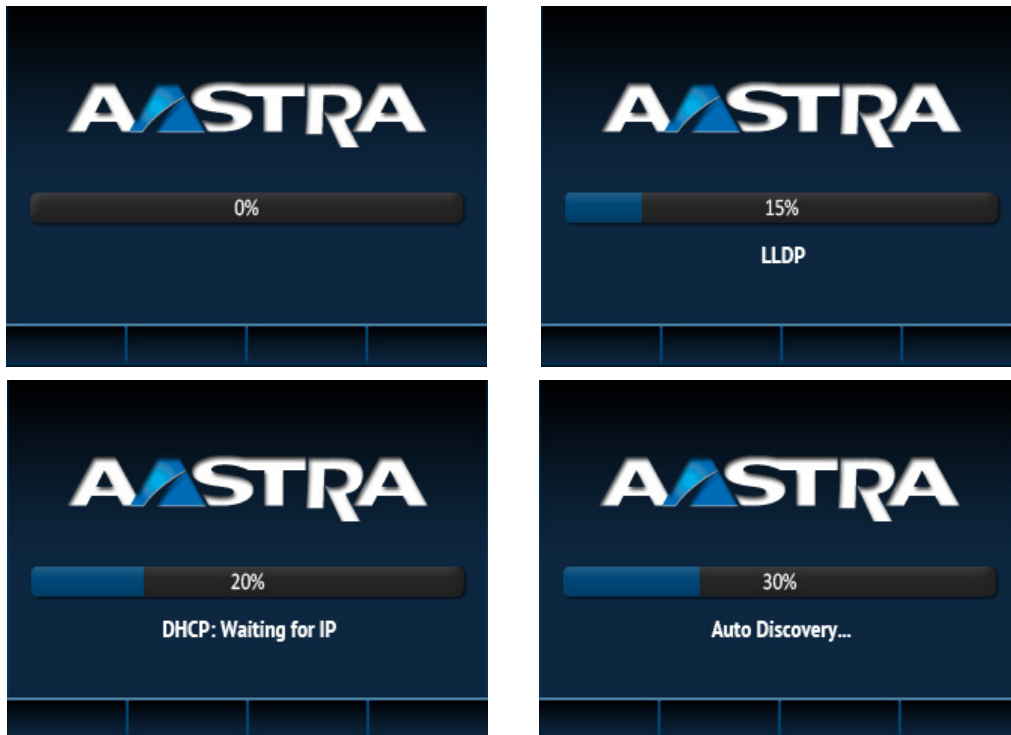 AASTRA
0%
AASTRA
15%
LLDP
AASTRA
20%
DHCP: Waiting for IP
AASTRA
30%
Auto Discovery...